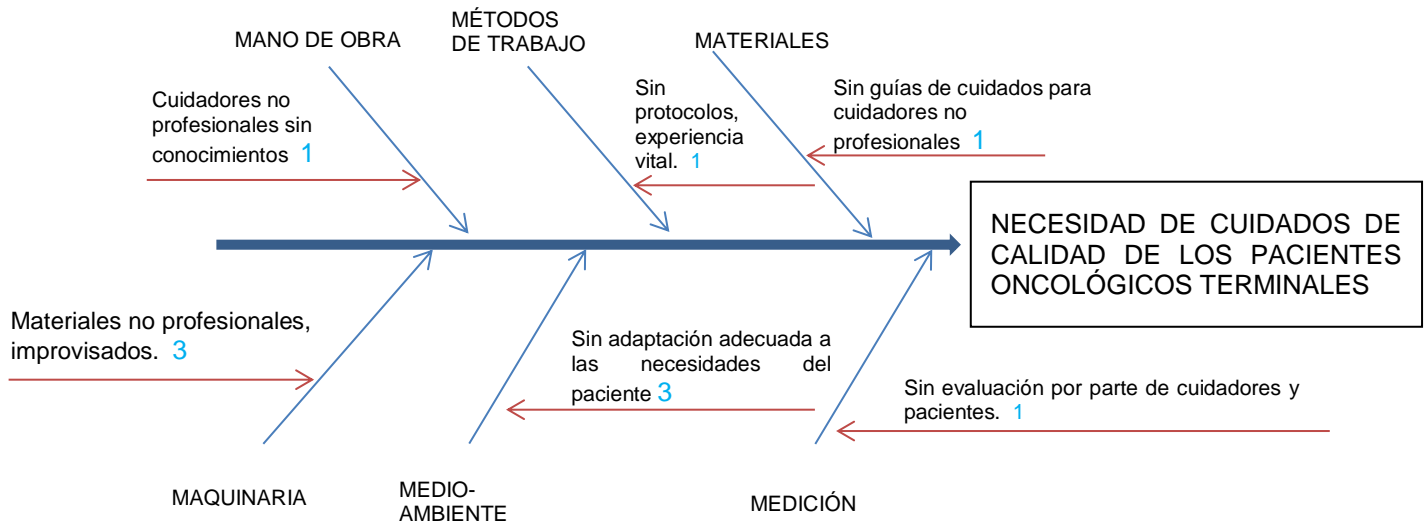 MANO DE OBRA
MÉTODOS
DE TRABAJO
MATERIALES
Cuidadores no
profesionales sin
conocimientos 1
Sin
protocolos,
experiencia
vital. 1
Sin guías de cuidados para
cuidadores no
profesionales 1
NECESIDAD DE CUIDADOS DE
CALIDAD DE LOS PACIENTES
ONCOLÓGICOS TERMINALES
Materiales no profesionales,
improvisados. 3
Sin adaptación adecuada a
las necesidades del
paciente 3
Sin evaluación por parte de cuidadores y
pacientes. 1
MAQUINARIA
MEDIO-
AMBIENTE
MEDICIÓN